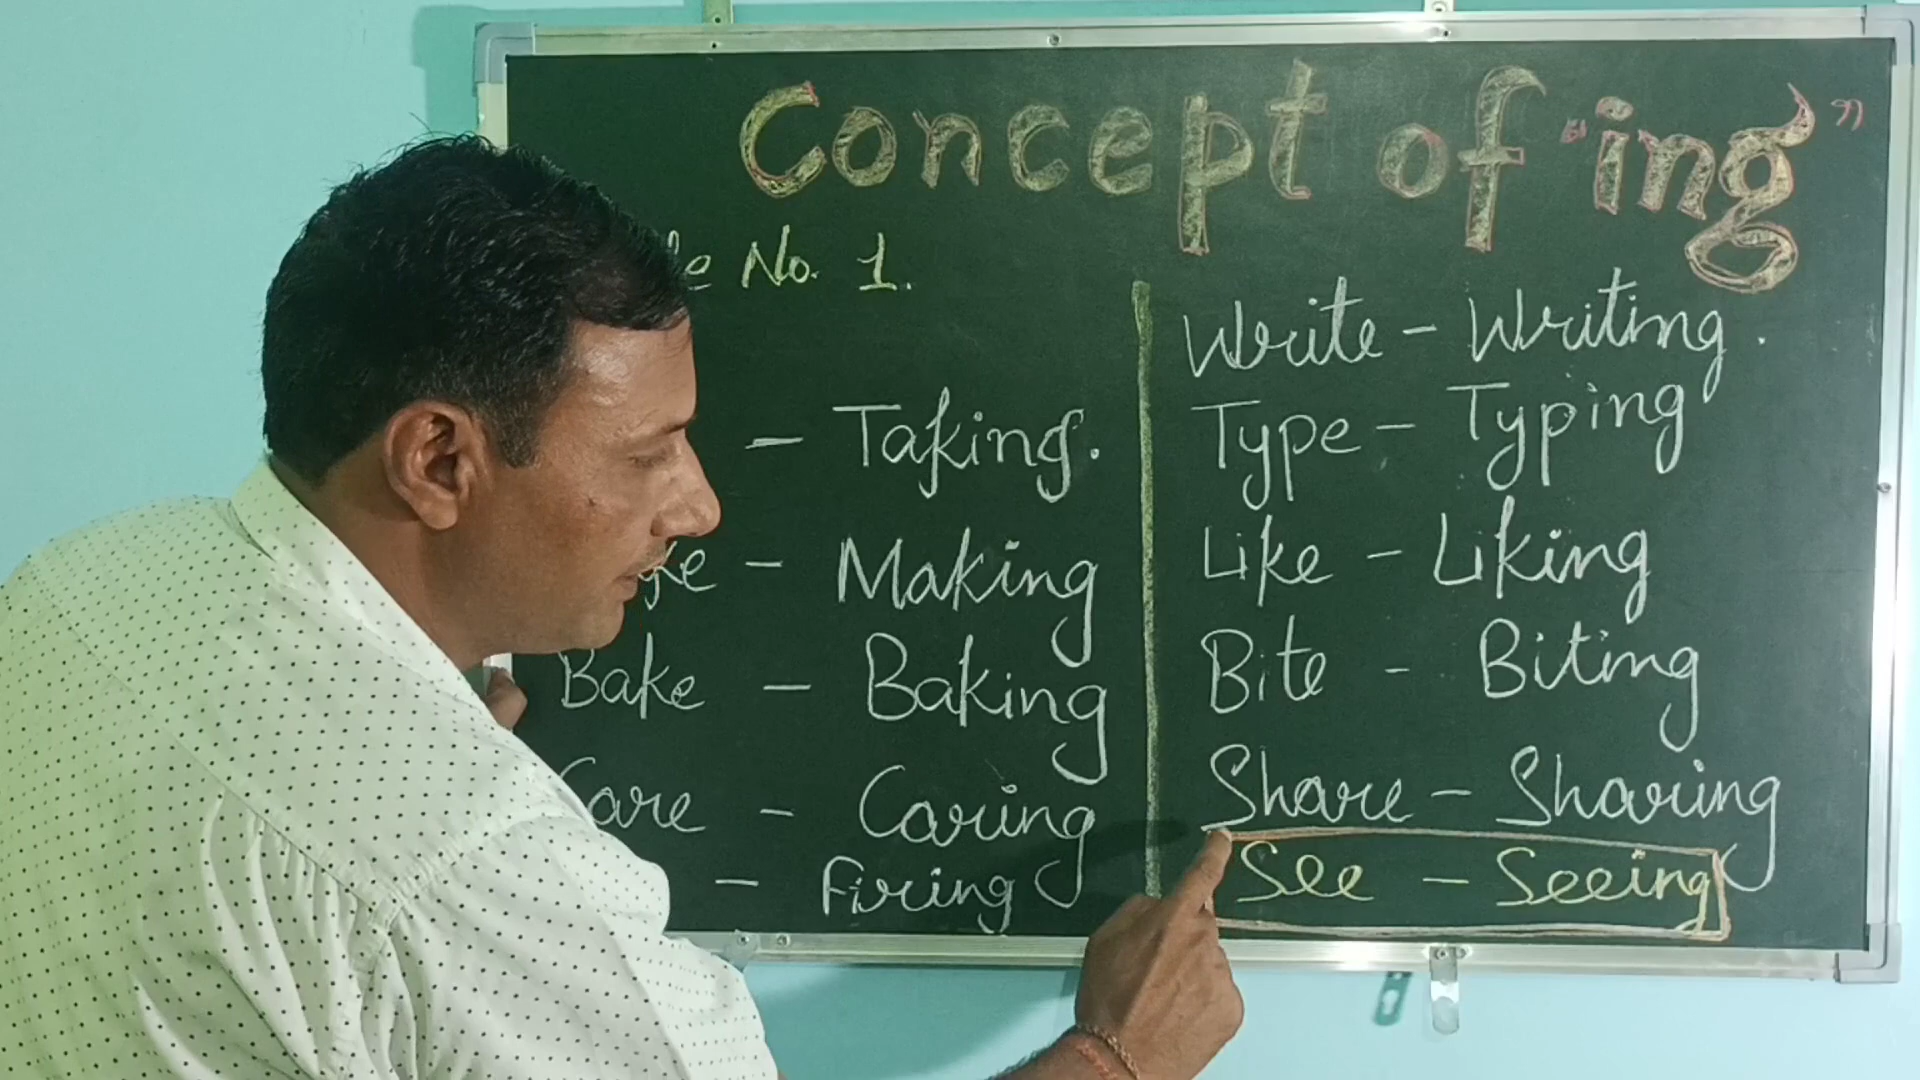 Concept of "ing"
No. 1.
– Taking.
– Making
Bake – Baking
Care – Caring
– Firing
Write – Writing.
Type – Typing
Like – Liking
Bite – Biting
Share – Sharing
See – Seeing